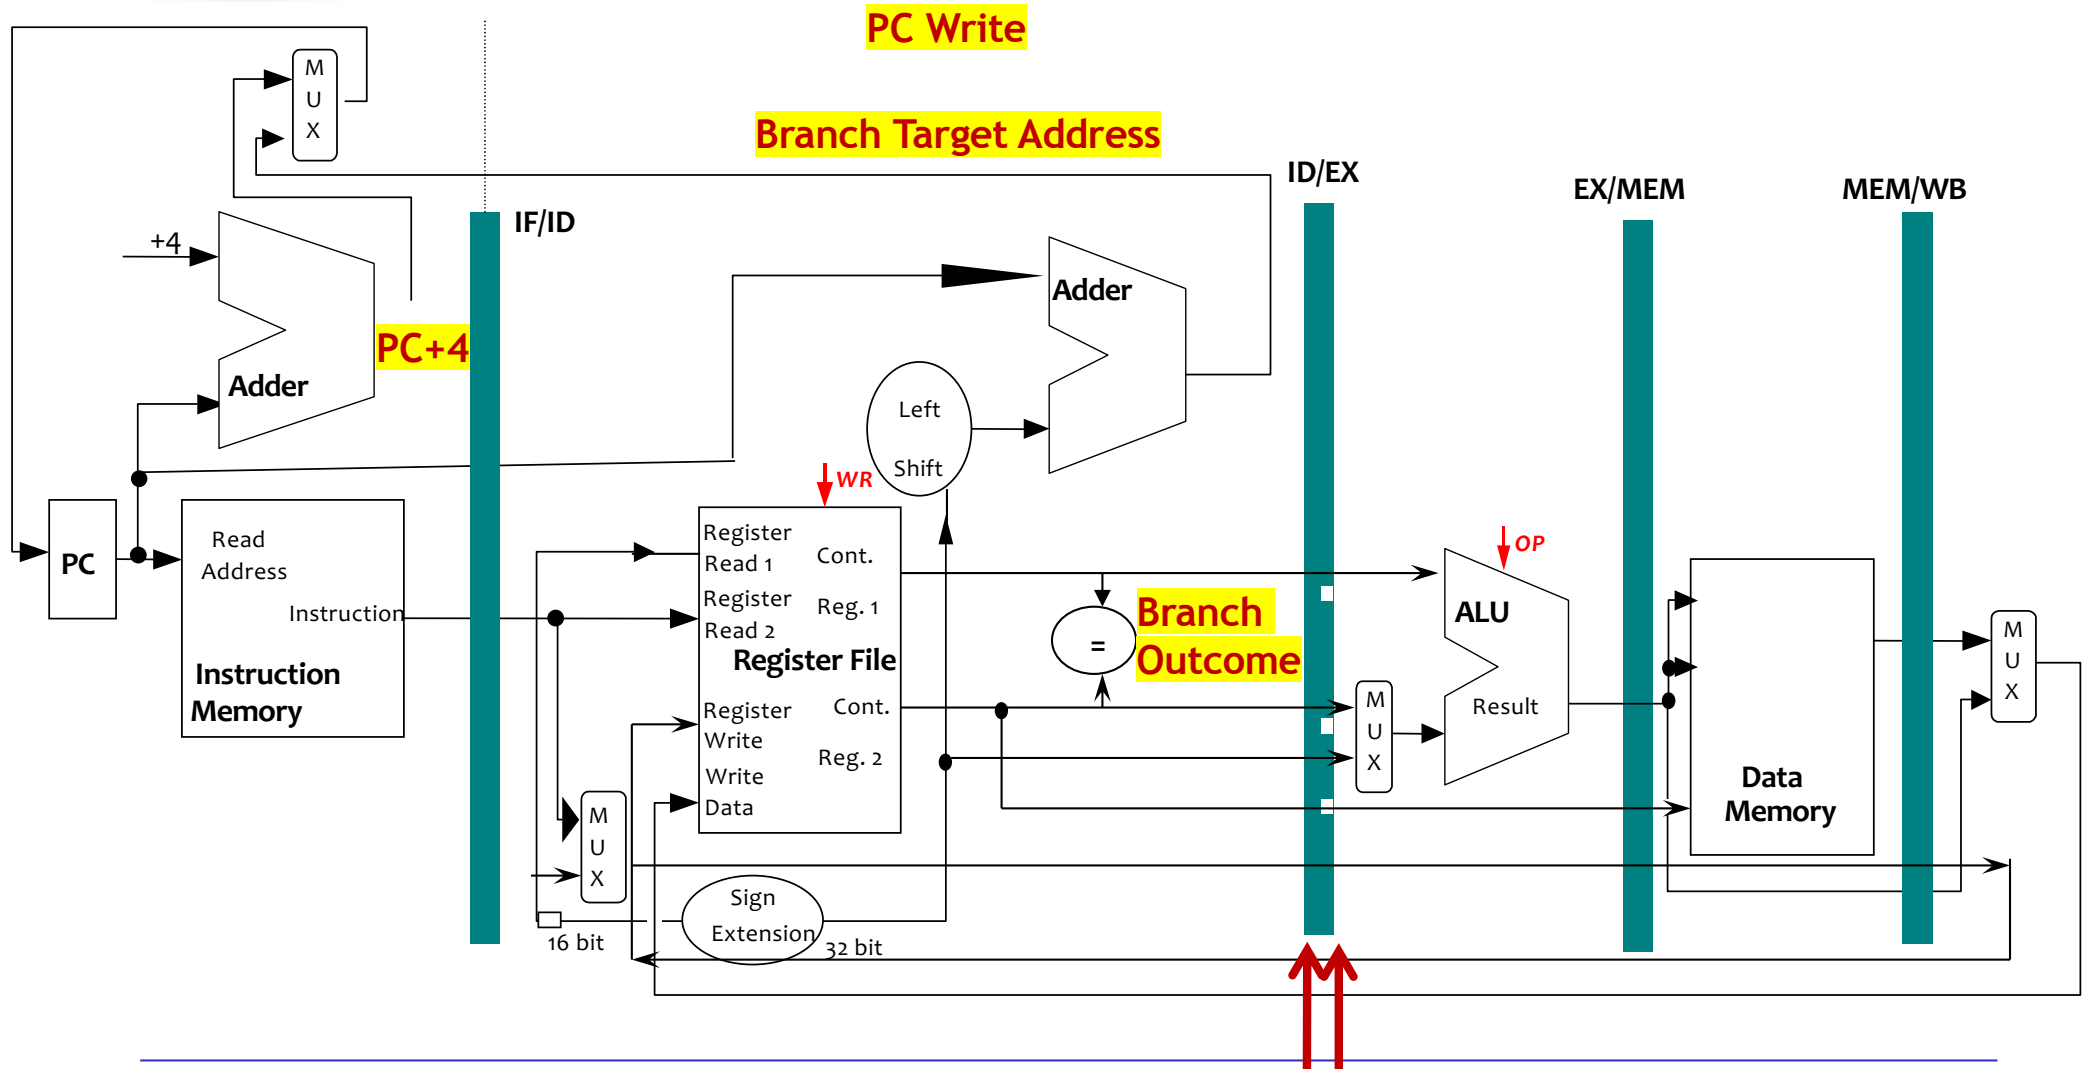 PC Write
M
U
X
Branch Target Address
ID/EX
EX/MEM
MEM/WB
IF/ID
+4
Adder
PC+4
Adder
Left
Shift
WR
PC
Read
Address
Instruction
Instruction
Memory
Register
Read 1
Cont.
Register
Reg. 1
Read 2
Register File
Register
Cont.
Write
Reg. 2
Write
Data
=
Branch
Outcome
OP
ALU
Result
M
U
X
Data
Memory
M
U
X
M
U
X
Sign
Extension
16 bit
32 bit